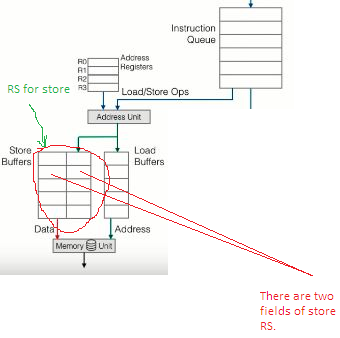 Instruction
Queue
Address
Registers
R0
R1
R2
R3
Load/Store Ops
RS for store
Address Unit
Store
Buffers
Load
Buffers
Data
Address
Memory Unit
There are two
fields of store
RS.